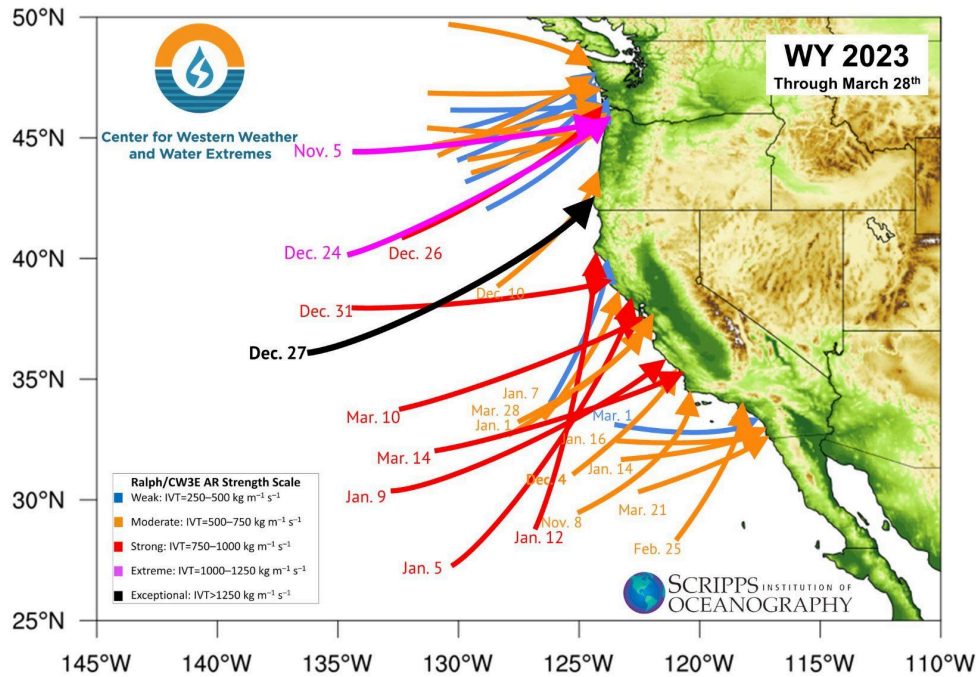 50°N
45°N
40°N
35°N
30°N
25°N
145°W
140°W
135°W
130°W
125°W
120°W
115°W
110°W
Center for Western Weather
and Water Extremes
WY 2023
Through March 28th
Nov. 5
Dec. 24
Dec. 26
Dec. 10
Dec. 31
Dec. 27
Jan. 7
Mar. 28
Jan. 1
Mar. 10
Mar. 1
Jan. 16
Mar. 14
Jan. 14
Dec. 4
Jan. 9
Mar. 21
Nov. 8
Jan. 12
Feb. 25
Jan. 5
Ralph/CW3E AR Strength Scale
Weak: IVT=250–500 kg m⁻¹ s⁻¹
Moderate: IVT=500–750 kg m⁻¹ s⁻¹
Strong: IVT=750–1000 kg m⁻¹ s⁻¹
Extreme: IVT=1000–1250 kg m⁻¹ s⁻¹
Exceptional: IVT>1250 kg m⁻¹ s⁻¹
SCRIPPS INSTITUTION OF
OCEANOGRAPHY